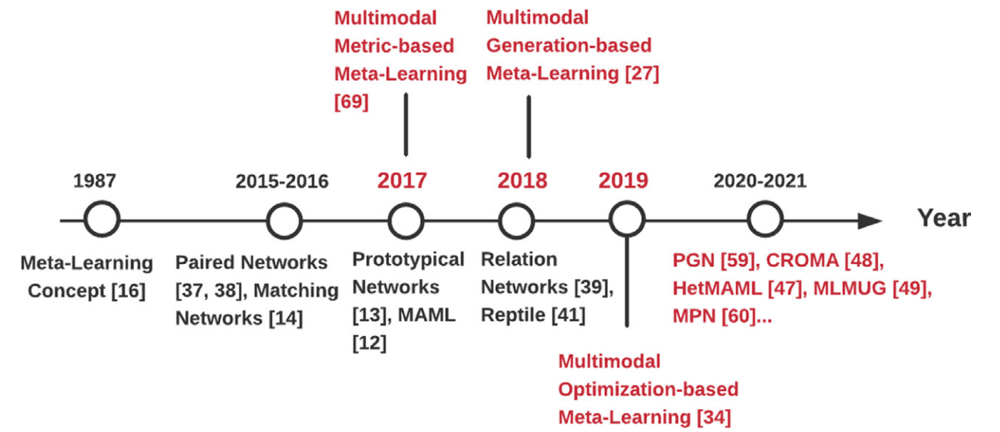 Multimodal
Metric-based
Meta-Learning
[69]
Multimodal
Generation-based
Meta-Learning [27]
1987
2015-2016
2017
2018
2019
2020-2021
Year
Meta-Learning
Concept [16]
Paired Networks
[37, 38], Matching
Networks [14]
Prototypical
Networks
[13], MAML
[12]
Relation
Networks [39],
Reptile [41]
PGN [59], CROMA [48],
HetMAML [47], MLMUG [49],
MPN [60]...
Multimodal
Optimization-based
Meta-Learning [34]